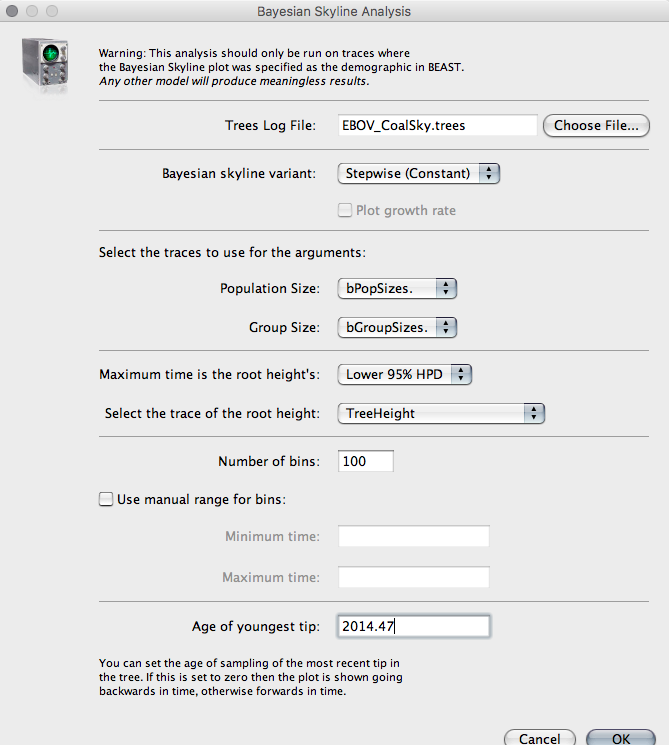 Bayesian Skyline Analysis
Warning: This analysis should only be run on traces where
the Bayesian Skyline plot was specified as the demographic in BEAST.
Any other model will produce meaningless results.
Trees Log File: EBOV_CoalSky.trees Choose File...
Bayesian skyline variant: Stepwise (Constant)
Plot growth rate
Select the traces to use for the arguments:
Population Size: bPopSizes.
Group Size: bGroupSizes.
Maximum time is the root height's: Lower 95% HPD
Select the trace of the root height: TreeHeight
Number of bins: 100
Use manual range for bins:
Minimum time:
Maximum time:
Age of youngest tip: 2014.47
You can set the age of sampling of the most recent tip in
the tree. If this is set to zero then the plot is shown going
backwards in time, otherwise forwards in time.
Cancel OK